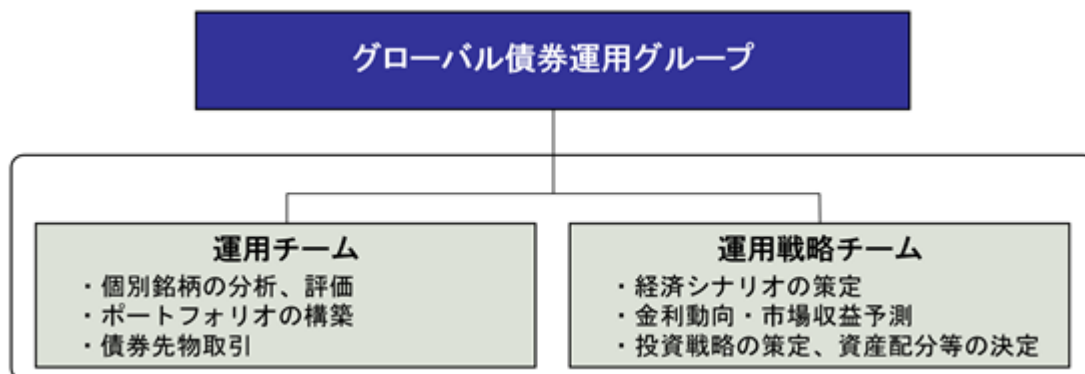 グローバル債券運用グループ
運用チーム
・個別銘柄の分析、評価
・ポートフォリオの構築
・債券先物取引
運用戦略チーム
・経済シナリオの策定
・金利動向・市場収益予測
・投資戦略の策定、資産配分等の決定